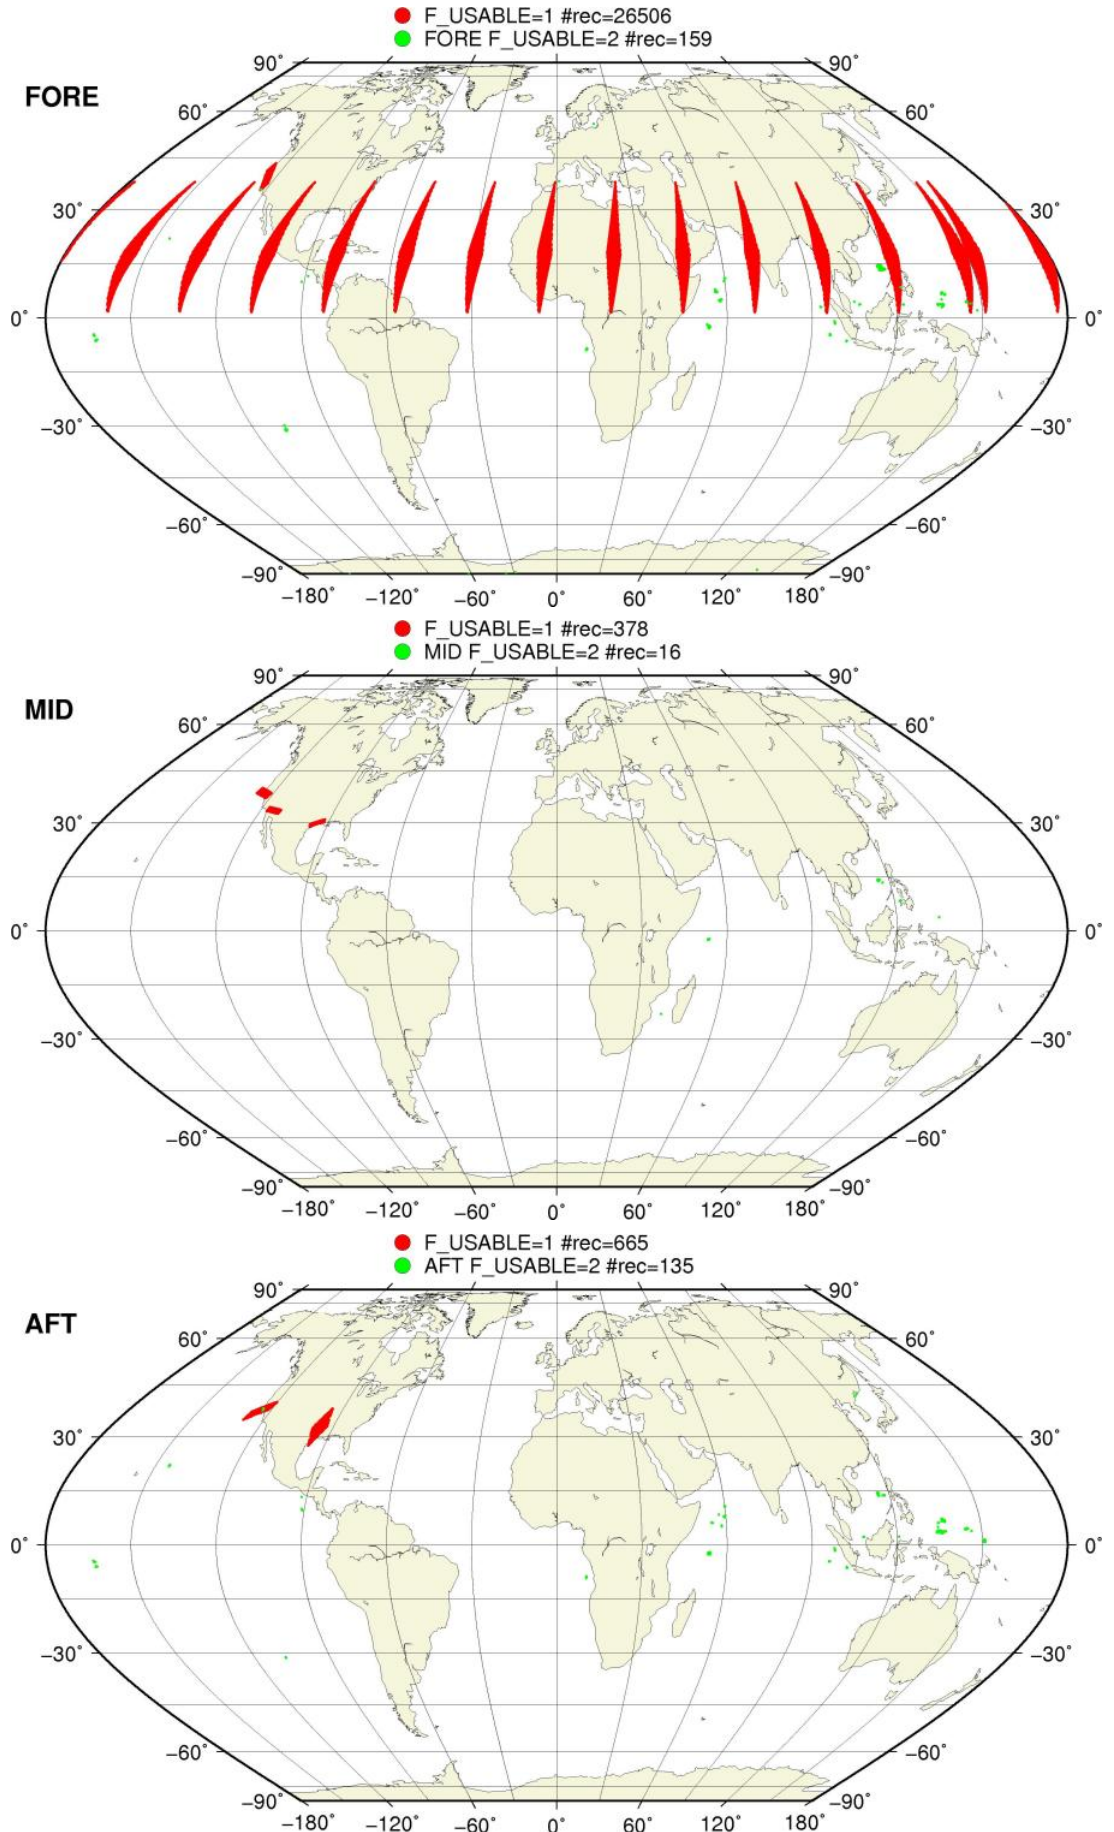 F_USABLE=1 #rec=26506
FORE F_USABLE=2 #rec=159
FORE
90° 90°
60° 60°
30° 30°
0° 0°
−30° −30°
−60° −60°
−90° −90°
−180° −120° −60° 0° 60° 120° 180°
F_USABLE=1 #rec=378
MID F_USABLE=2 #rec=16
MID
90° 90°
60° 60°
30° 30°
0° 0°
−30° −30°
−60° −60°
−90° −90°
−180° −120° −60° 0° 60° 120° 180°
F_USABLE=1 #rec=665
AFT F_USABLE=2 #rec=135
AFT
90° 90°
60° 60°
30° 30°
0° 0°
−30° −30°
−60° −60°
−90° −90°
−180° −120° −60° 0° 60° 120° 180°